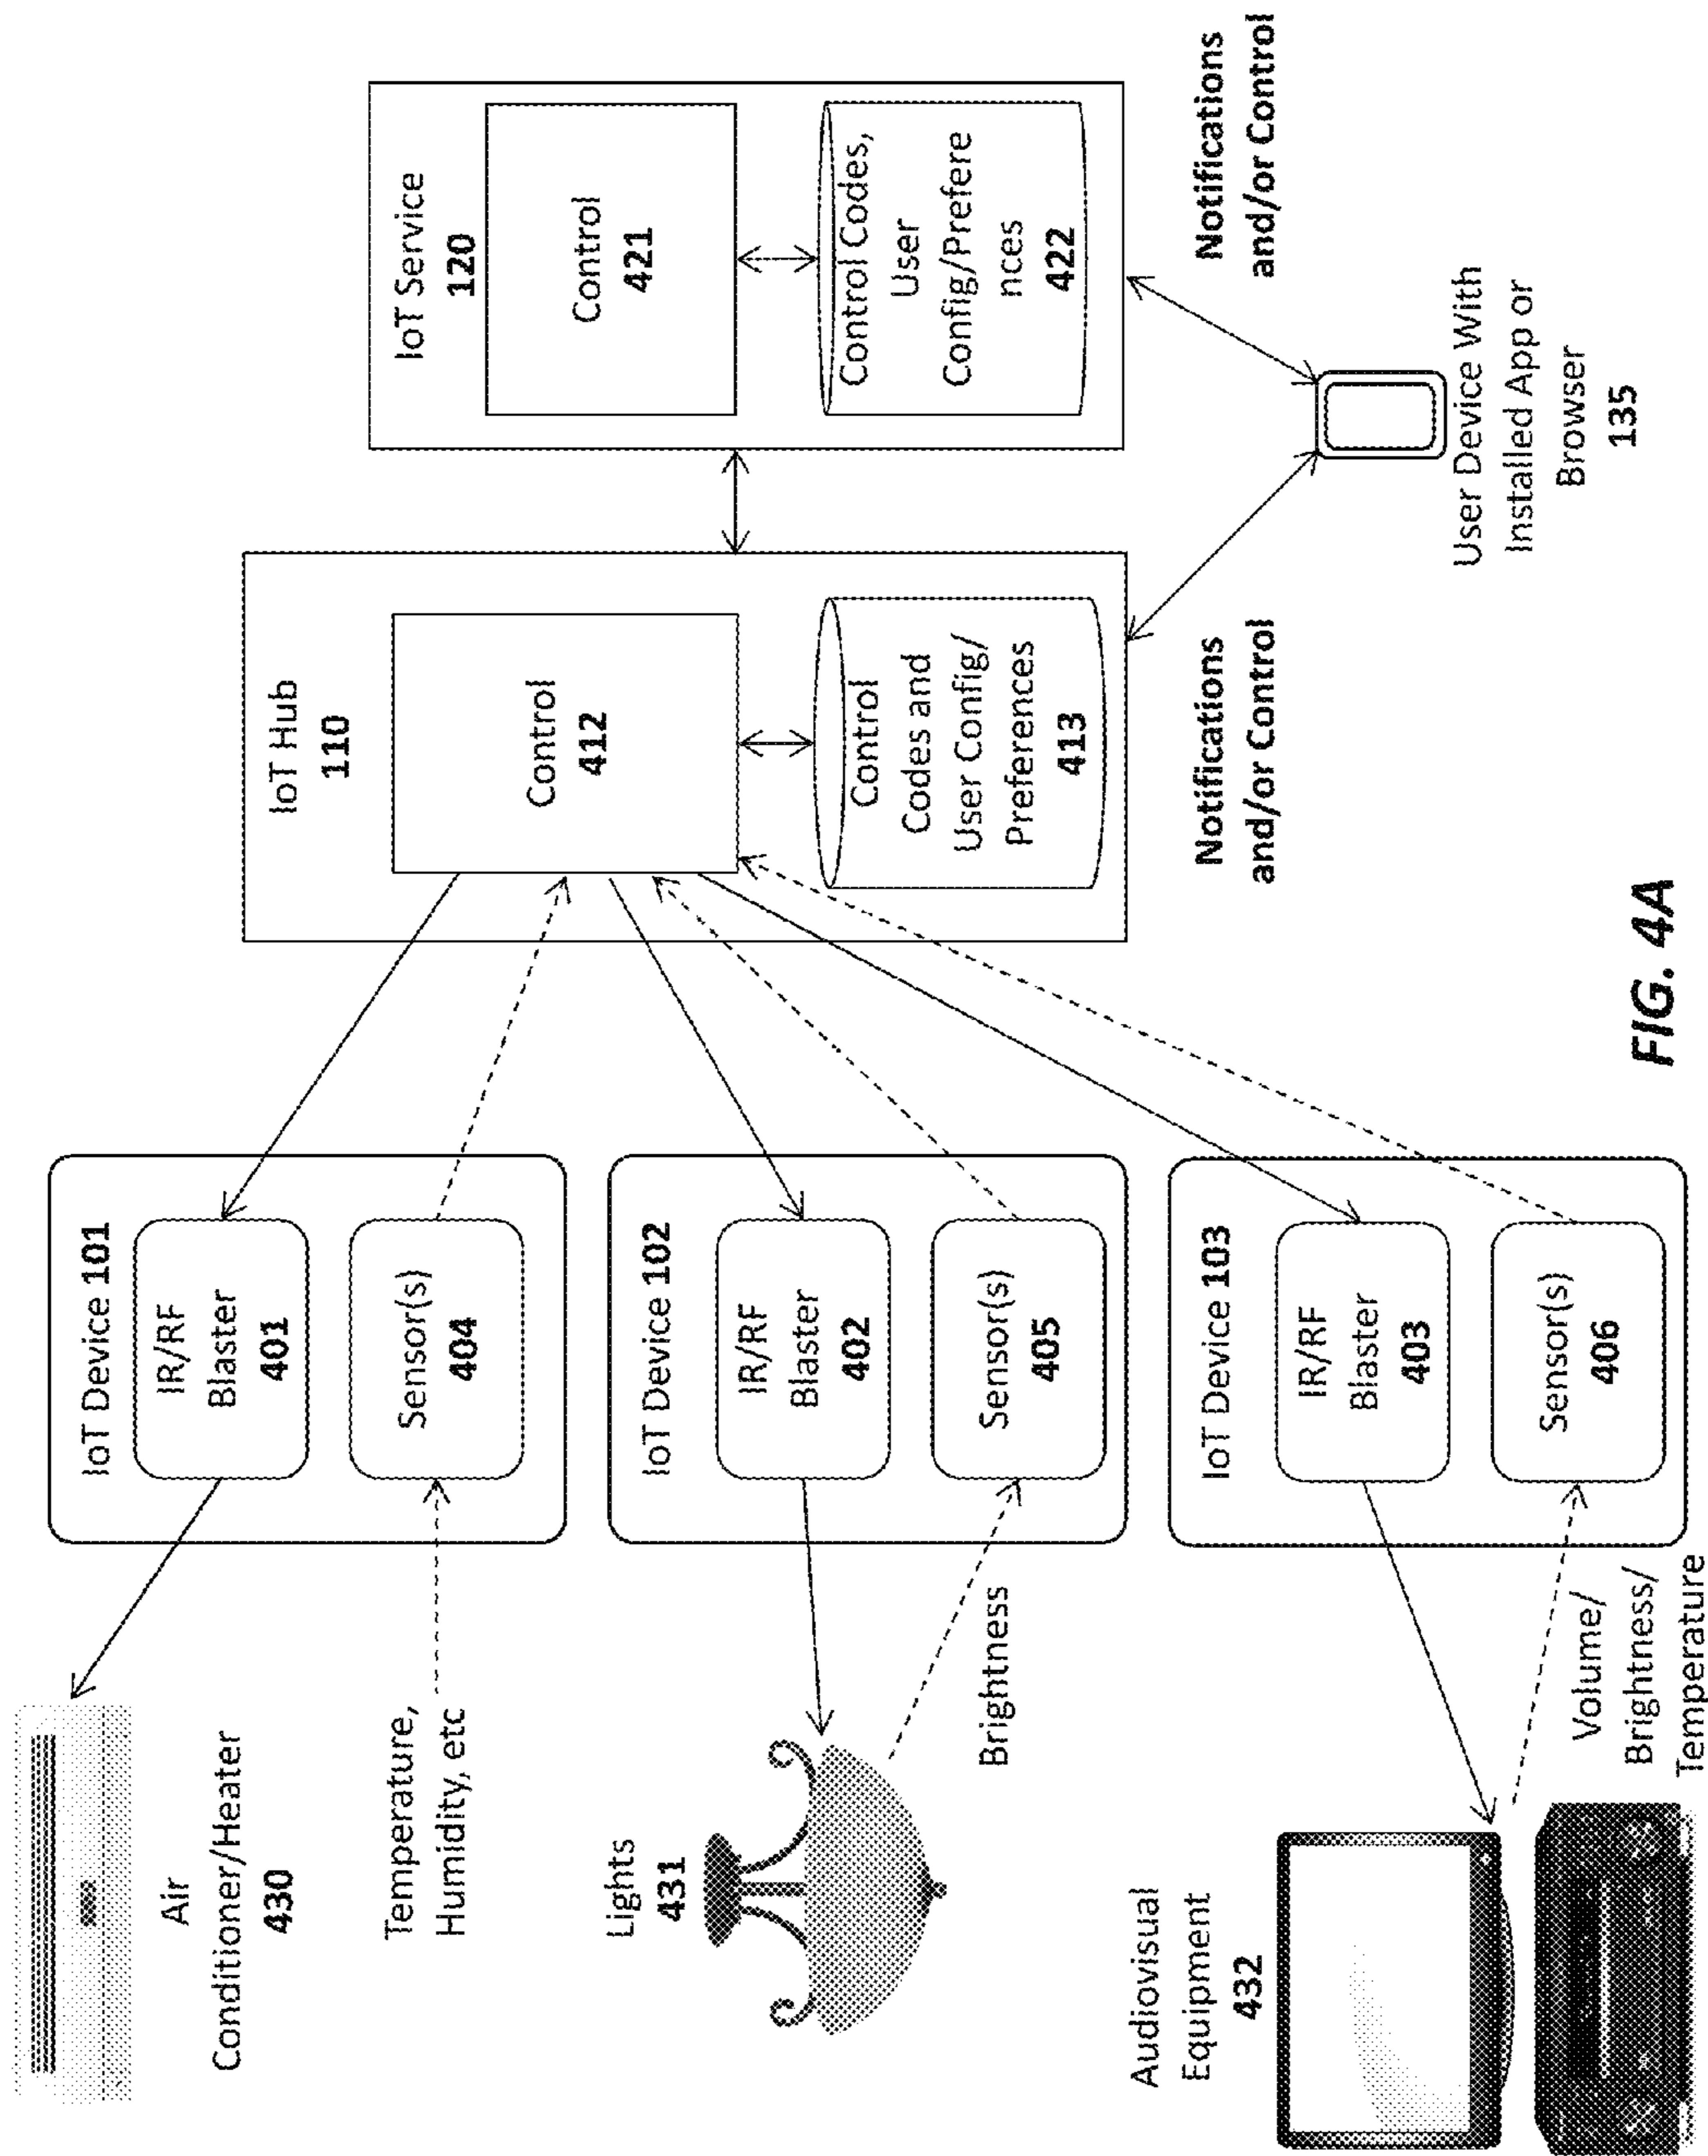 Air
Conditioner/Heater
430
Temperature,
Humidity, etc
Lights
431
Brightness
Audiovisual
Equipment
432
Volume/
Brightness/
Temperature
IoT Device 101
IR/RF
Blaster
401
Sensor(s)
404
IoT Device 102
IR/RF
Blaster
402
Sensor(s)
405
IoT Device 103
IR/RF
Blaster
403
Sensor(s)
406
IoT Hub
110
Control
412
Control
Codes and
User Config/
Preferences
413
Notifications
and/or Control
IoT Service
120
Control
421
Control Codes,
User
Config/Prefere
nces
422
Notifications
and/or Control
User Device With
Installed App or
Browser
135
FIG. 4A